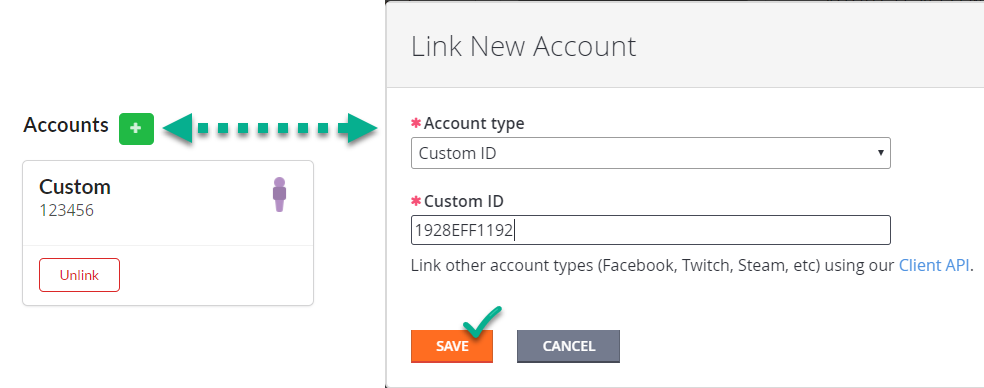 Accounts +
Custom
123456
Unlink
Link New Account
* Account type
Custom ID
* Custom ID
1928EFF1192
Link other account types (Facebook, Twitch, Steam, etc) using our Client API.
SAVE CANCEL